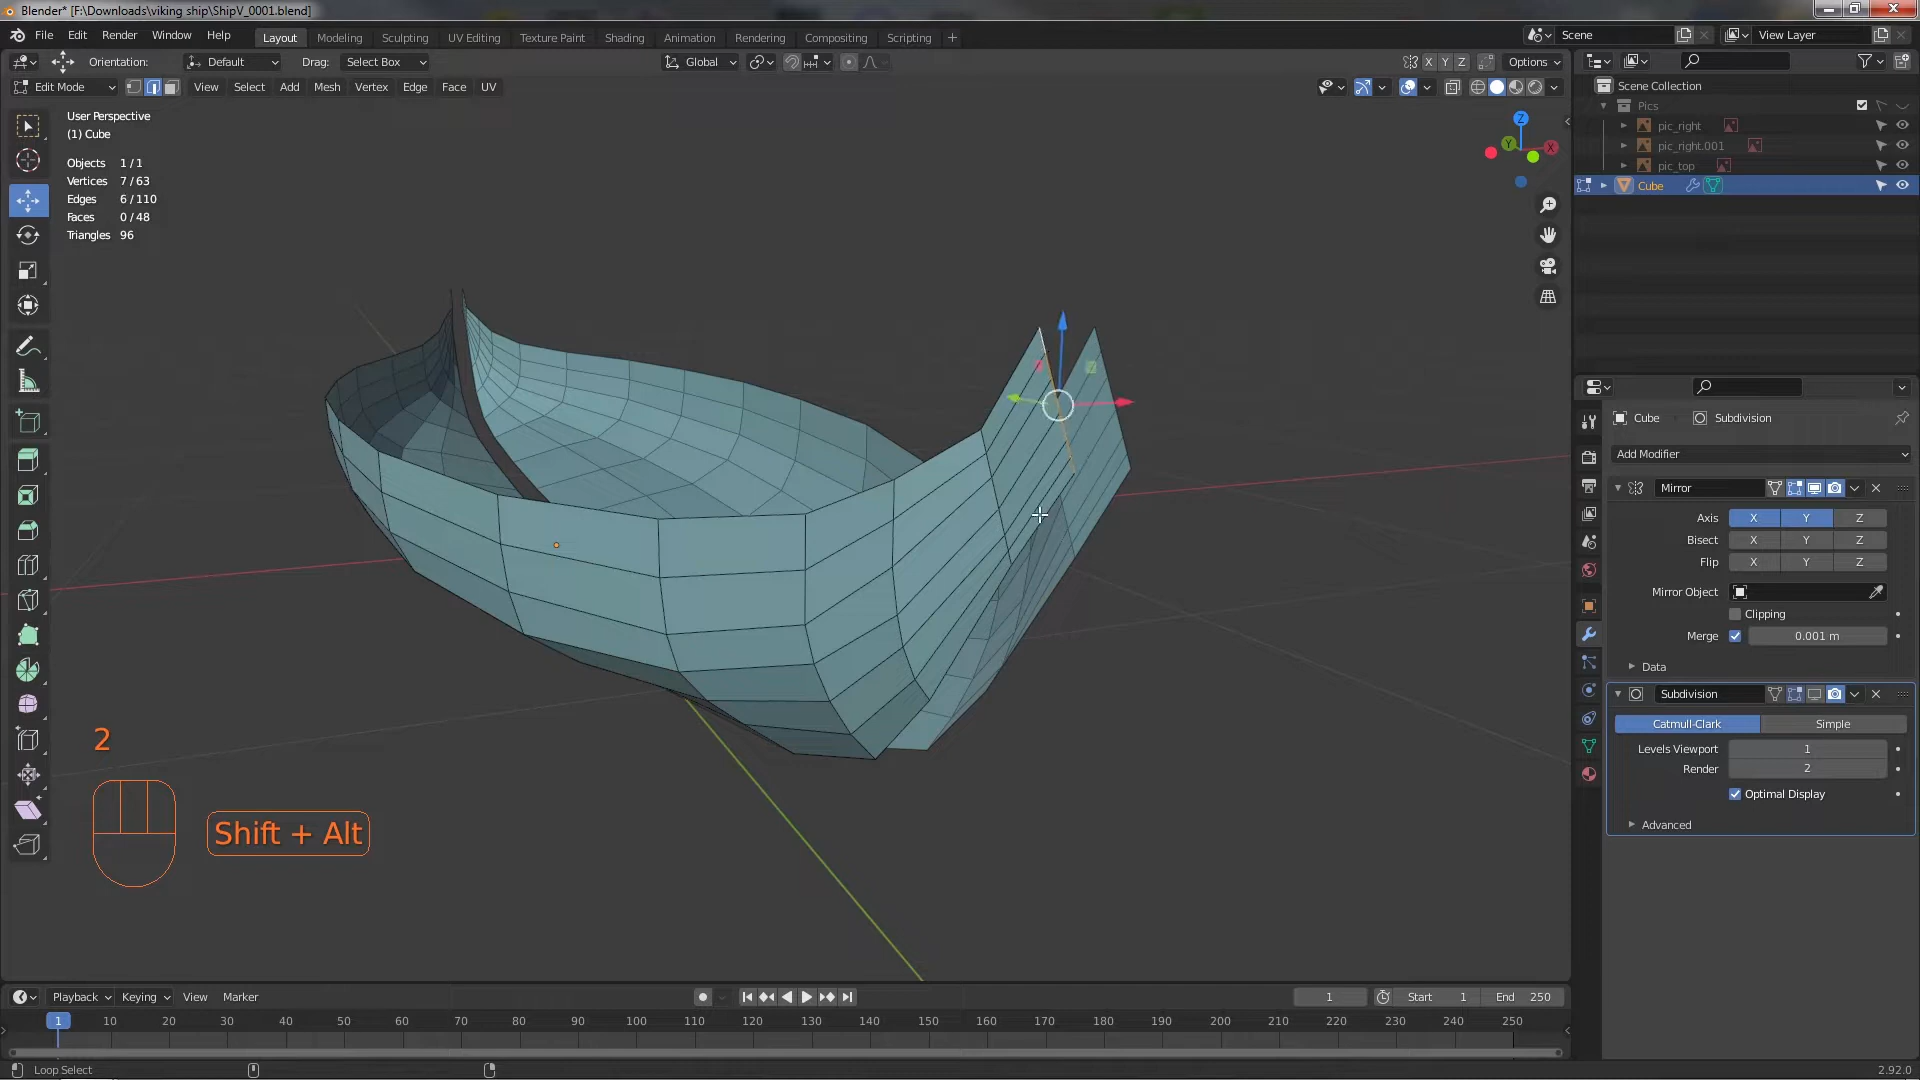 Blender* [F:\Downloads\viking ship\ShipV_0001.blend]
File Edit Render Window Help Layout Modeling Sculpting UV Editing Texture Paint Shading Animation Rendering Compositing Scripting + Scene View Layer
Orientation: Default Drag: Select Box Global X Y Z Options
Edit Mode View Select Add Mesh Vertex Edge Face UV
User Perspective
(1) Cube
Objects 1 / 1
Vertices 7 / 63
Edges 6 / 110
Faces 0 / 48
Triangles 96
Z
Y
X
Scene Collection
Pics
pic_right
pic_right.001
pic_top
Cube
Cube Subdivision
Add Modifier
Mirror
Axis X Y Z
Bisect X Y Z
Flip X Y Z
Mirror Object
Clipping
Merge 0.001 m
Data
Subdivision
Catmull-Clark Simple
Levels Viewport 1
Render 2
Optimal Display
Advanced
2
Shift + Alt
Playback Keying View Marker 1 Start 1 End 250
1 10 20 30 40 50 60 70 80 90 100 110 120 130 140 150 160 170 180 190 200 210 220 230 240 250
Loop Select 2.92.0